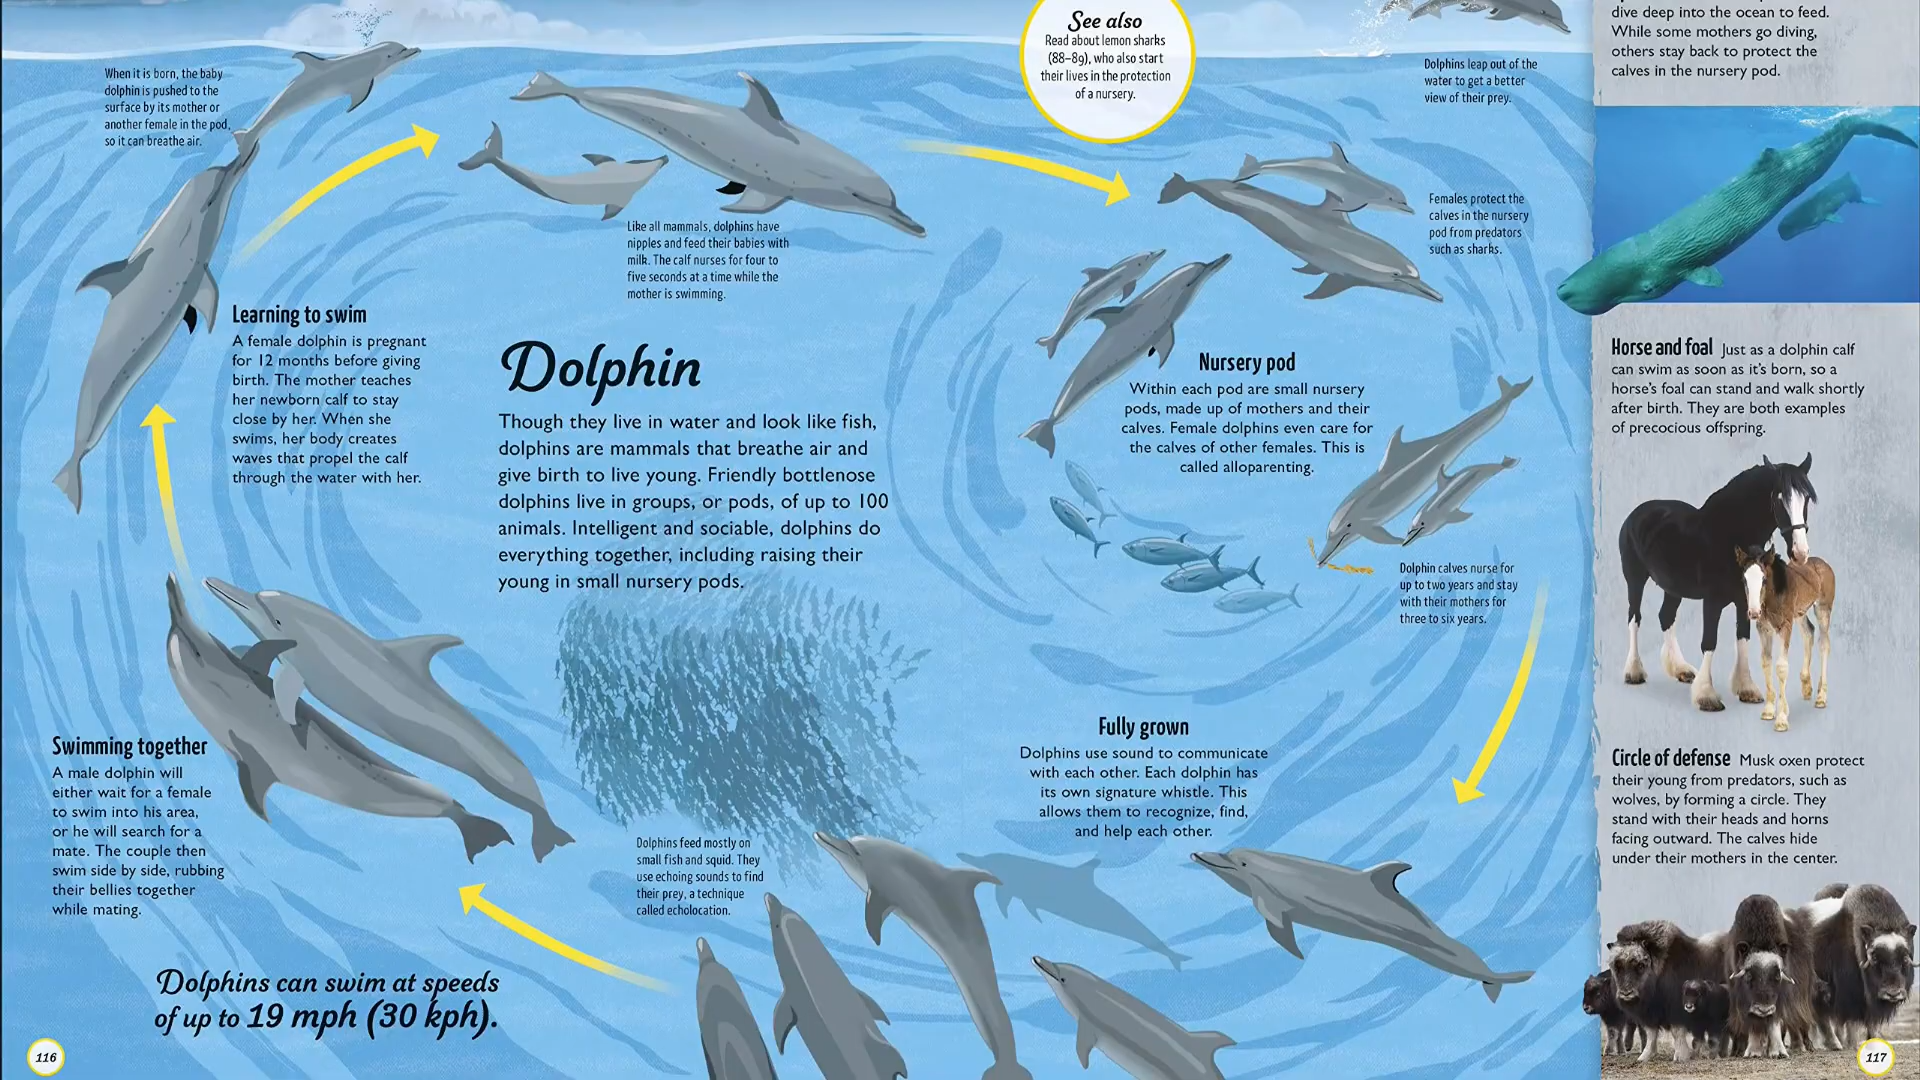 When it is born, the baby
dolphin is pushed to the
surface by its mother or
another female in the pod,
so it can breathe air.
Like all mammals, dolphins have
nipples and feed their babies with
milk. The calf nurses for four to
five seconds at a time while the
mother is swimming.
See also
Read about lemon sharks
(88–89), who also start
their lives in the protection
of a nursery.
Dolphins leap out of the
water to get a better
view of their prey.
Females protect the
calves in the nursery
pod from predators
such as sharks.
Learning to swim
A female dolphin is pregnant
for 12 months before giving
birth. The mother teaches
her newborn calf to stay
close by her. When she
swims, her body creates
waves that propel the calf
through the water with her.
Dolphin
Though they live in water and look like fish,
dolphins are mammals that breathe air and
give birth to live young. Friendly bottlenose
dolphins live in groups, or pods, of up to 100
animals. Intelligent and sociable, dolphins do
everything together, including raising their
young in small nursery pods.
Nursery pod
Within each pod are small nursery
pods, made up of mothers and their
calves. Female dolphins even care for
the calves of other females. This is
called alloparenting.
Dolphin calves nurse for
up to two years and stay
with their mothers for
three to six years.
Fully grown
Dolphins use sound to communicate
with each other. Each dolphin has
its own signature whistle. This
allows them to recognize, find,
and help each other.
Dolphins feed mostly on
small fish and squid. They
use echoing sounds to find
their prey, a technique
called echolocation.
Swimming together
A male dolphin will
either wait for a female
to swim into his area,
or he will search for a
mate. The couple then
swim side by side, rubbing
their bellies together
while mating.
Dolphins can swim at speeds
of up to 19 mph (30 kph).
116
dive deep into the ocean to feed.
While some mothers go diving,
others stay back to protect the
calves in the nursery pod.
Horse and foal Just as a dolphin calf
can swim as soon as it's born, so a
horse's foal can stand and walk shortly
after birth. They are both examples
of precocious offspring.
Circle of defense Musk oxen protect
their young from predators, such as
wolves, by forming a circle. They
stand with their heads and horns
facing outward. The calves hide
under their mothers in the center.
117